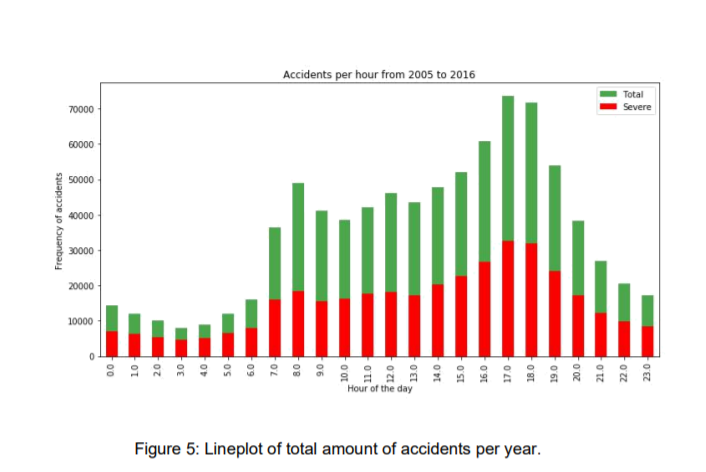 Accidents per hour from 2005 to 2016
Total
Severe
Frequency of accidents
70000
60000
50000
40000
30000
20000
10000
0
0.0 1.0 2.0 3.0 4.0 5.0 6.0 7.0 8.0 9.0 10.0 11.0 12.0 13.0 14.0 15.0 16.0 17.0 18.0 19.0 20.0 21.0 22.0 23.0
Hour of the day
Figure 5: Lineplot of total amount of accidents per year.